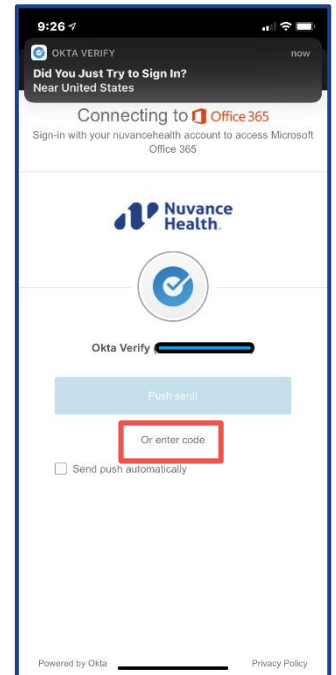 9:26
OKTA VERIFY now
Did You Just Try to Sign In?
Near United States
Connecting to Office 365
Sign-in with your nuvancehealth account to access Microsoft
Office 365
Nuvance
Health.
Okta Verify (
Push sent!
Or enter code
Send push automatically
Powered by Okta Privacy Policy